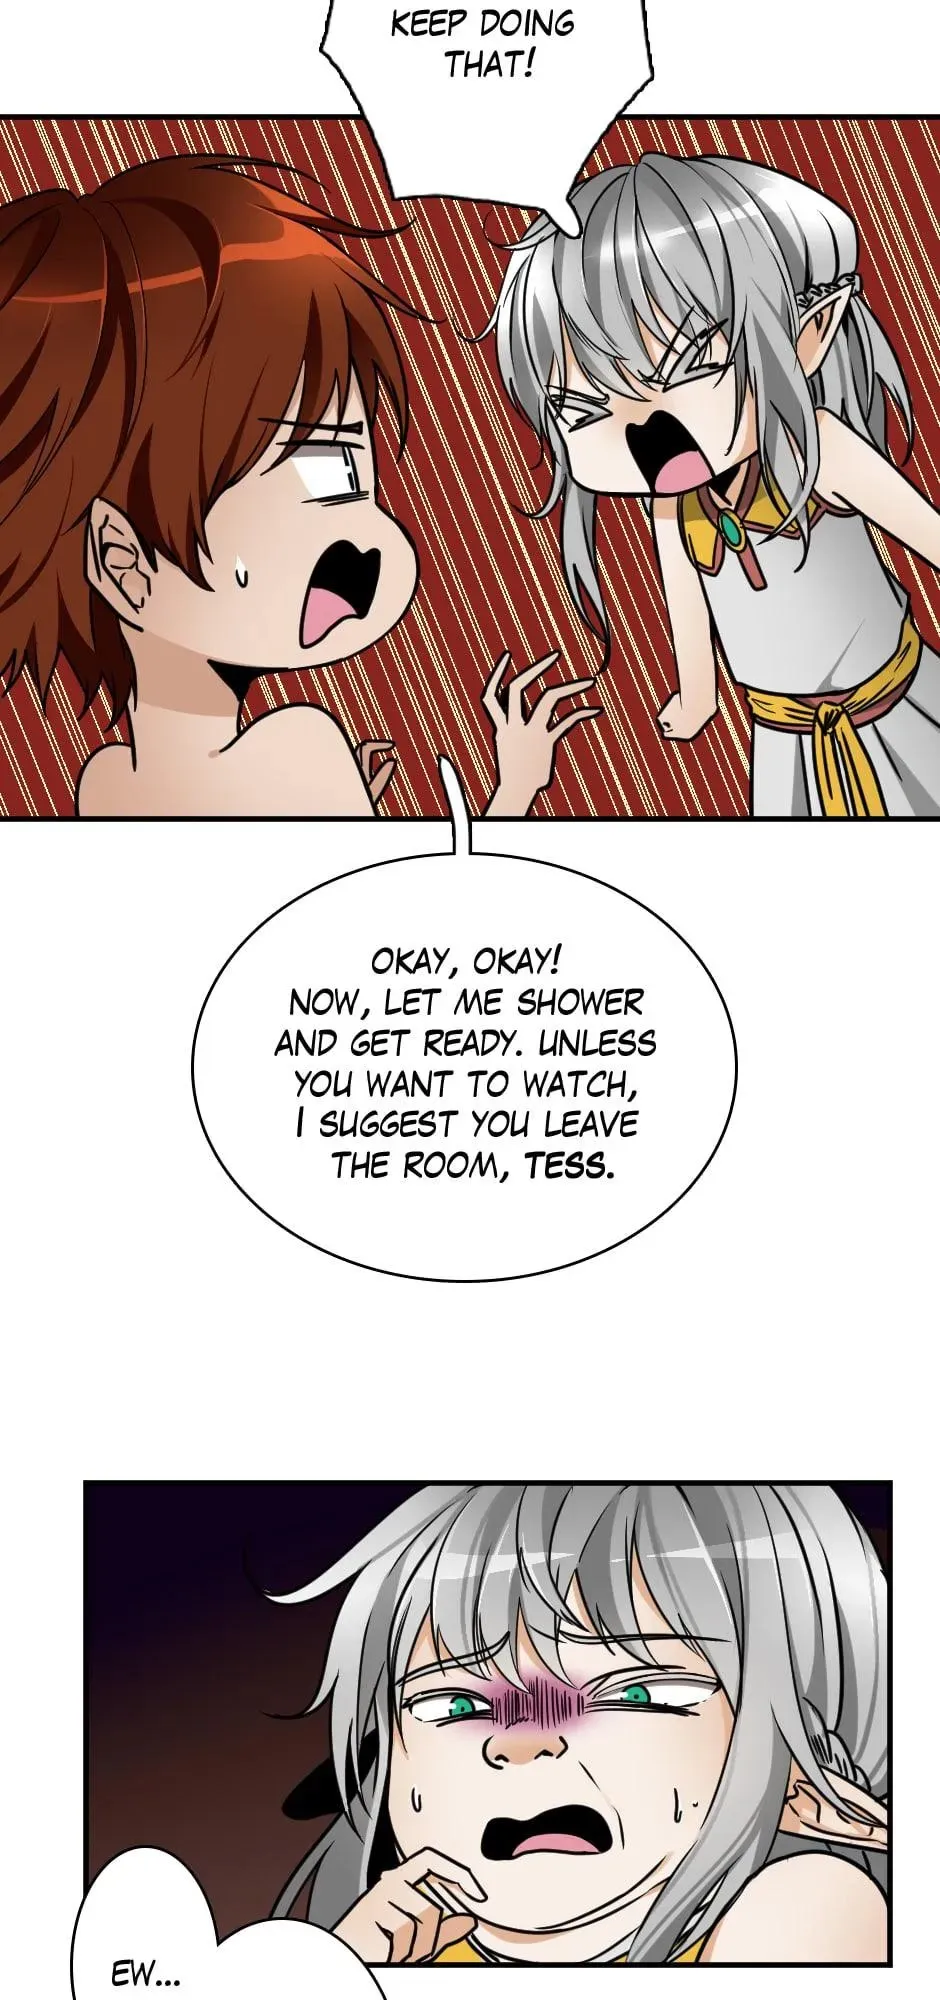 KEEP DOING
THAT!
OKAY, OKAY!
NOW, LET ME SHOWER
AND GET READY. UNLESS
YOU WANT TO WATCH,
I SUGGEST YOU LEAVE
THE ROOM, TESS.
EW...